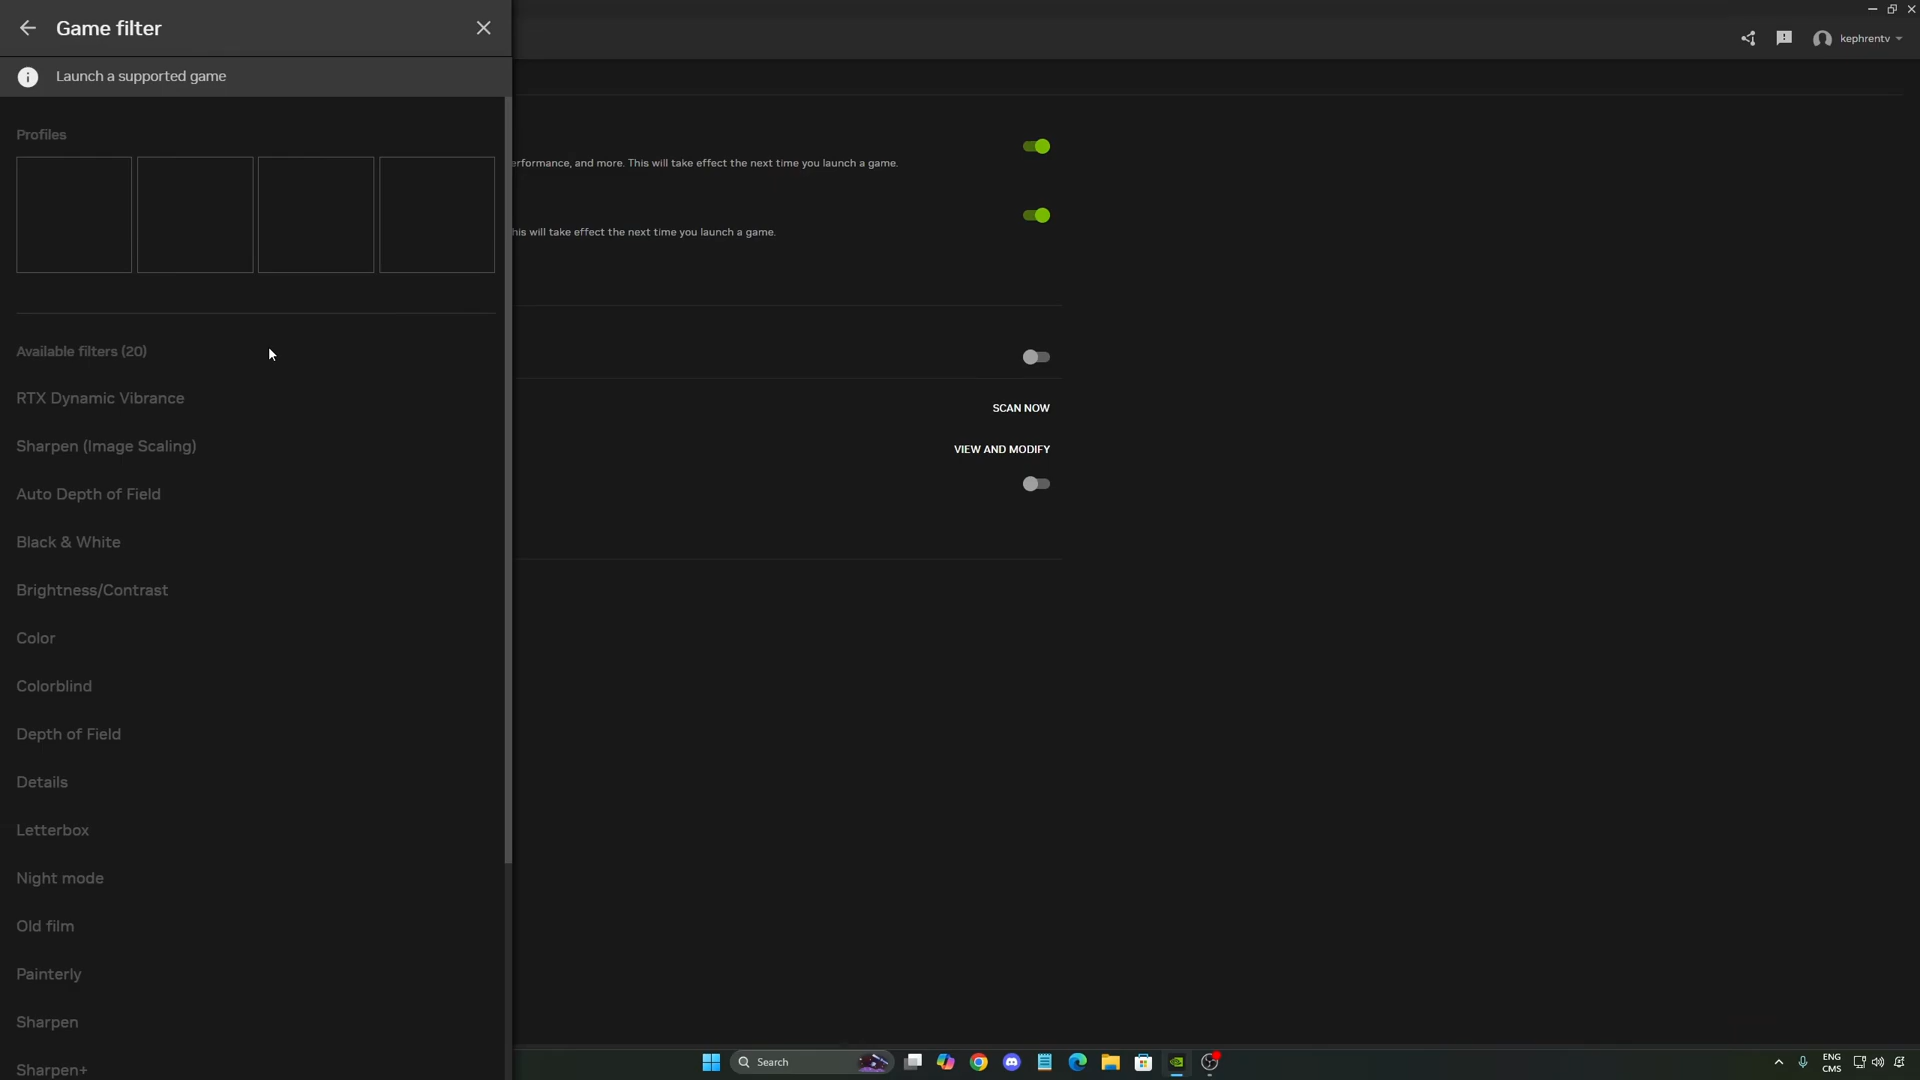 Game filter
Launch a supported game
kephrentv
Profiles
erformance, and more. This will take effect the next time you launch a game.
his will take effect the next time you launch a game.
Available filters (20)
RTX Dynamic Vibrance
Sharpen (Image Scaling)
Auto Depth of Field
Black & White
Brightness/Contrast
Color
Colorblind
Depth of Field
Details
Letterbox
Night mode
Old film
Painterly
Sharpen
Sharpen+
SCAN NOW
VIEW AND MODIFY
Search
ENG
CMS